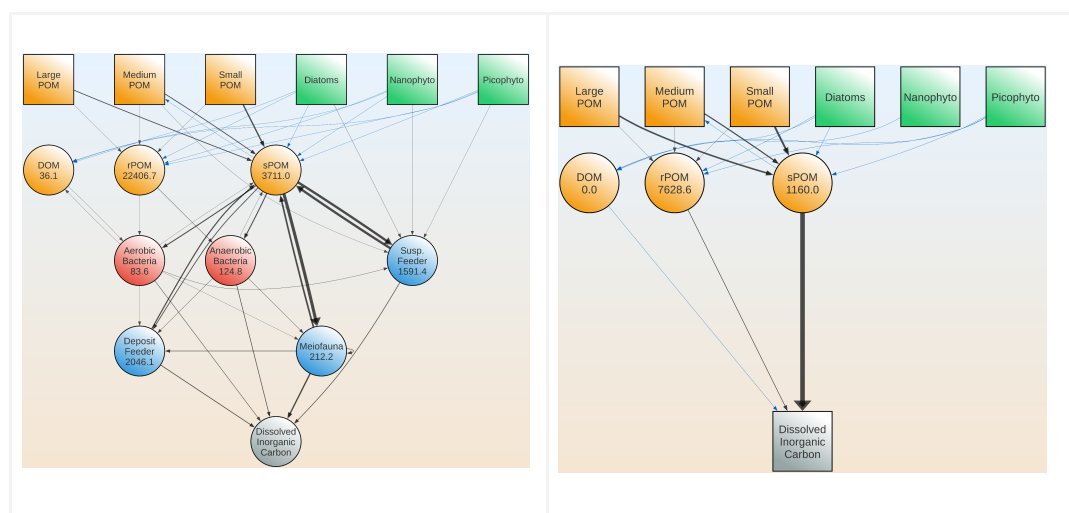 Large
POM
Medium
POM
Small
POM
Diatoms
Nanophyto
Picophyto
DOM
36.1
rPOM
22406.7
sPOM
3711.0
Aerobic
Bacteria
83.6
Anaerobic
Bacteria
124.8
Susp.
Feeder
1591.4
Deposit
Feeder
2046.1
Meiofauna
212.2
Dissolved
Inorganic
Carbon
Large
POM
Medium
POM
Small
POM
Diatoms
Nanophyto
Picophyto
DOM
0.0
rPOM
7628.6
sPOM
1160.0
Dissolved
Inorganic
Carbon